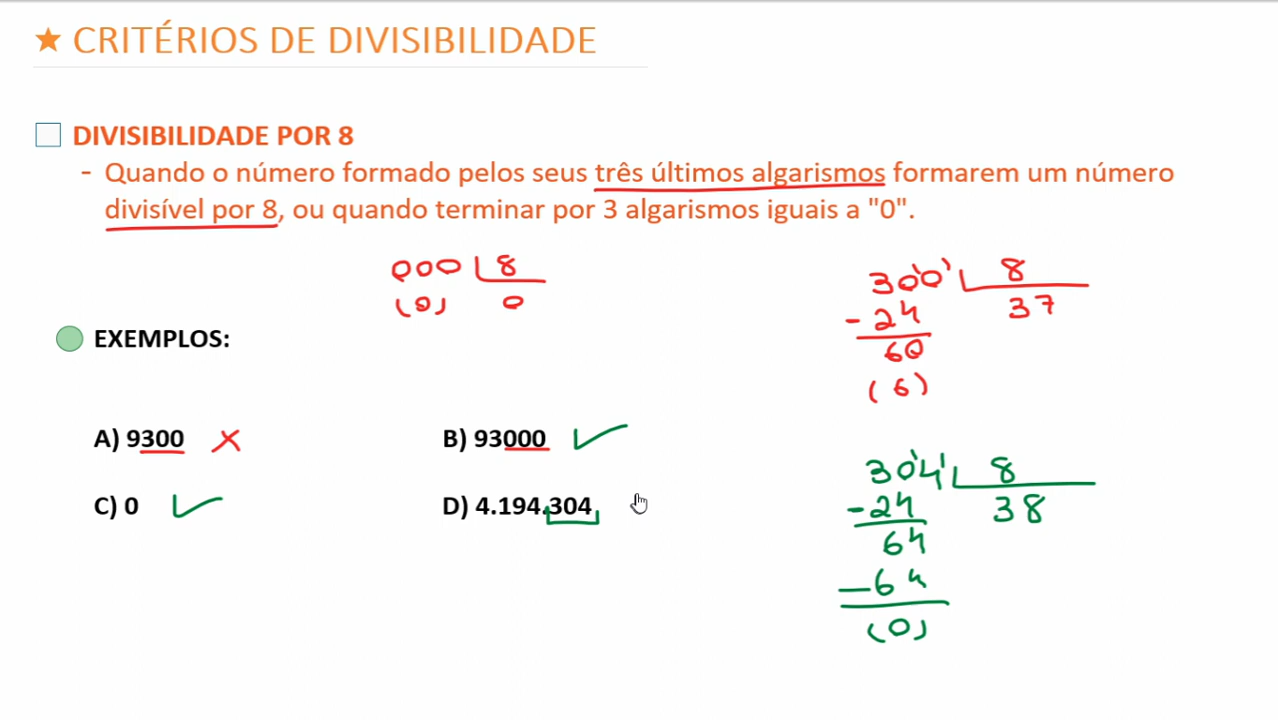 ★ CRITÉRIOS DE DIVISIBILIDADE
DIVISIBILIDADE POR 8
- Quando o número formado pelos seus três últimos algarismos formarem um número
divisível por 8, ou quando terminar por 3 algarismos iguais a "0".
000 8
(0) 0
300 8
- 24 37
60
(6)
EXEMPLOS:
A) 9300 X
B) 93000 ✓
C) 0 ✓
D) 4.194.304
304 8
- 24 38
64
- 64
(0)